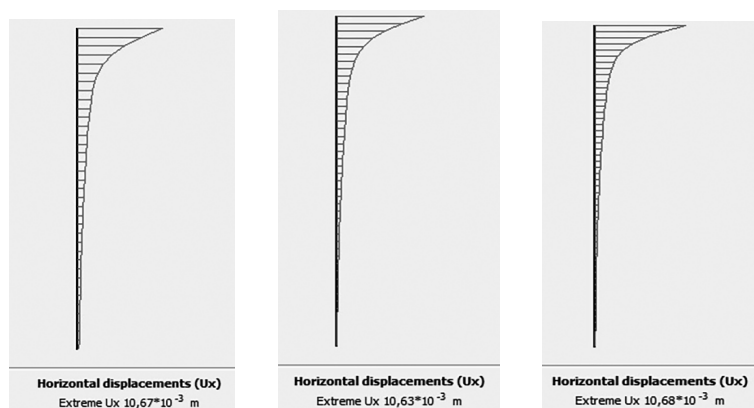 Horizontal displacements (Ux)
Extreme Ux 10,67*10⁻³ m
Horizontal displacements (Ux)
Extreme Ux 10,63*10⁻³ m
Horizontal displacements (Ux)
Extreme Ux 10,68*10⁻³ m